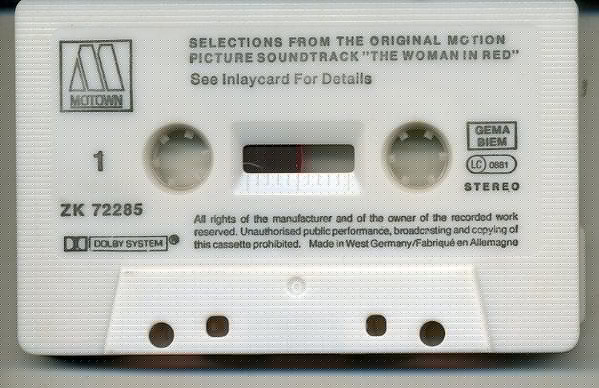 SELECTIONS FROM THE ORIGINAL MOTION
PICTURE SOUNDTRACK "THE WOMAN IN RED"
See Inlaycard For Details
MOTOWN
1
GEMA
BIEM
LC 0881
STEREO
ZK 72285
DOLBY SYSTEM ®
All rights of the manufacturer and of the owner of the recorded work
reserved. Unauthorised public performance, broadcasting and copying of
this cassette prohibited. Made in West Germany/Fabriqué en Allemagne